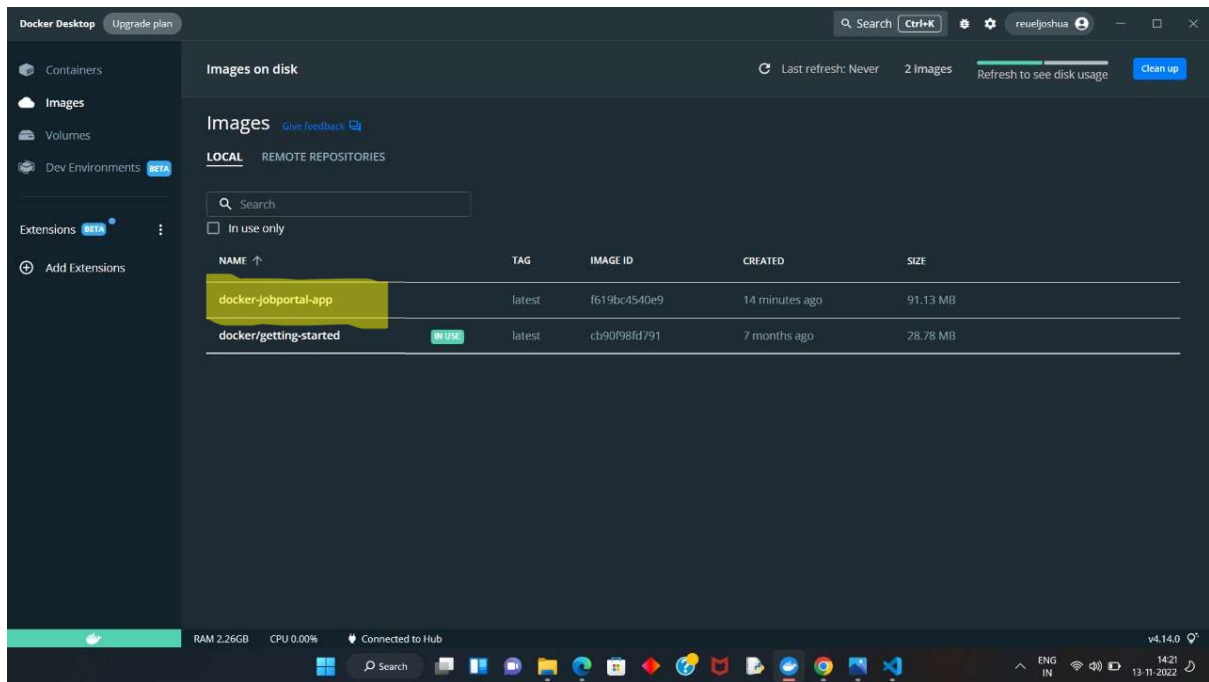 Docker Desktop Upgrade plan Search Ctrl+K reueljoshua
Containers
Images
Volumes
Dev Environments BETA
Extensions BETA
Add Extensions
Images on disk Last refresh: Never 2 Images Refresh to see disk usage Clean up
Images Give feedback
LOCAL REMOTE REPOSITORIES
Search
In use only
NAME TAG IMAGE ID CREATED SIZE
docker-jobportal-app latest f619bc4540e9 14 minutes ago 91.13 MB
docker/getting-started IN USE latest cb90f98fd791 7 months ago 28.78 MB
RAM 2.26GB CPU 0.00% Connected to Hub v4.14.0
Search ENG 14:21
IN 13-11-2022